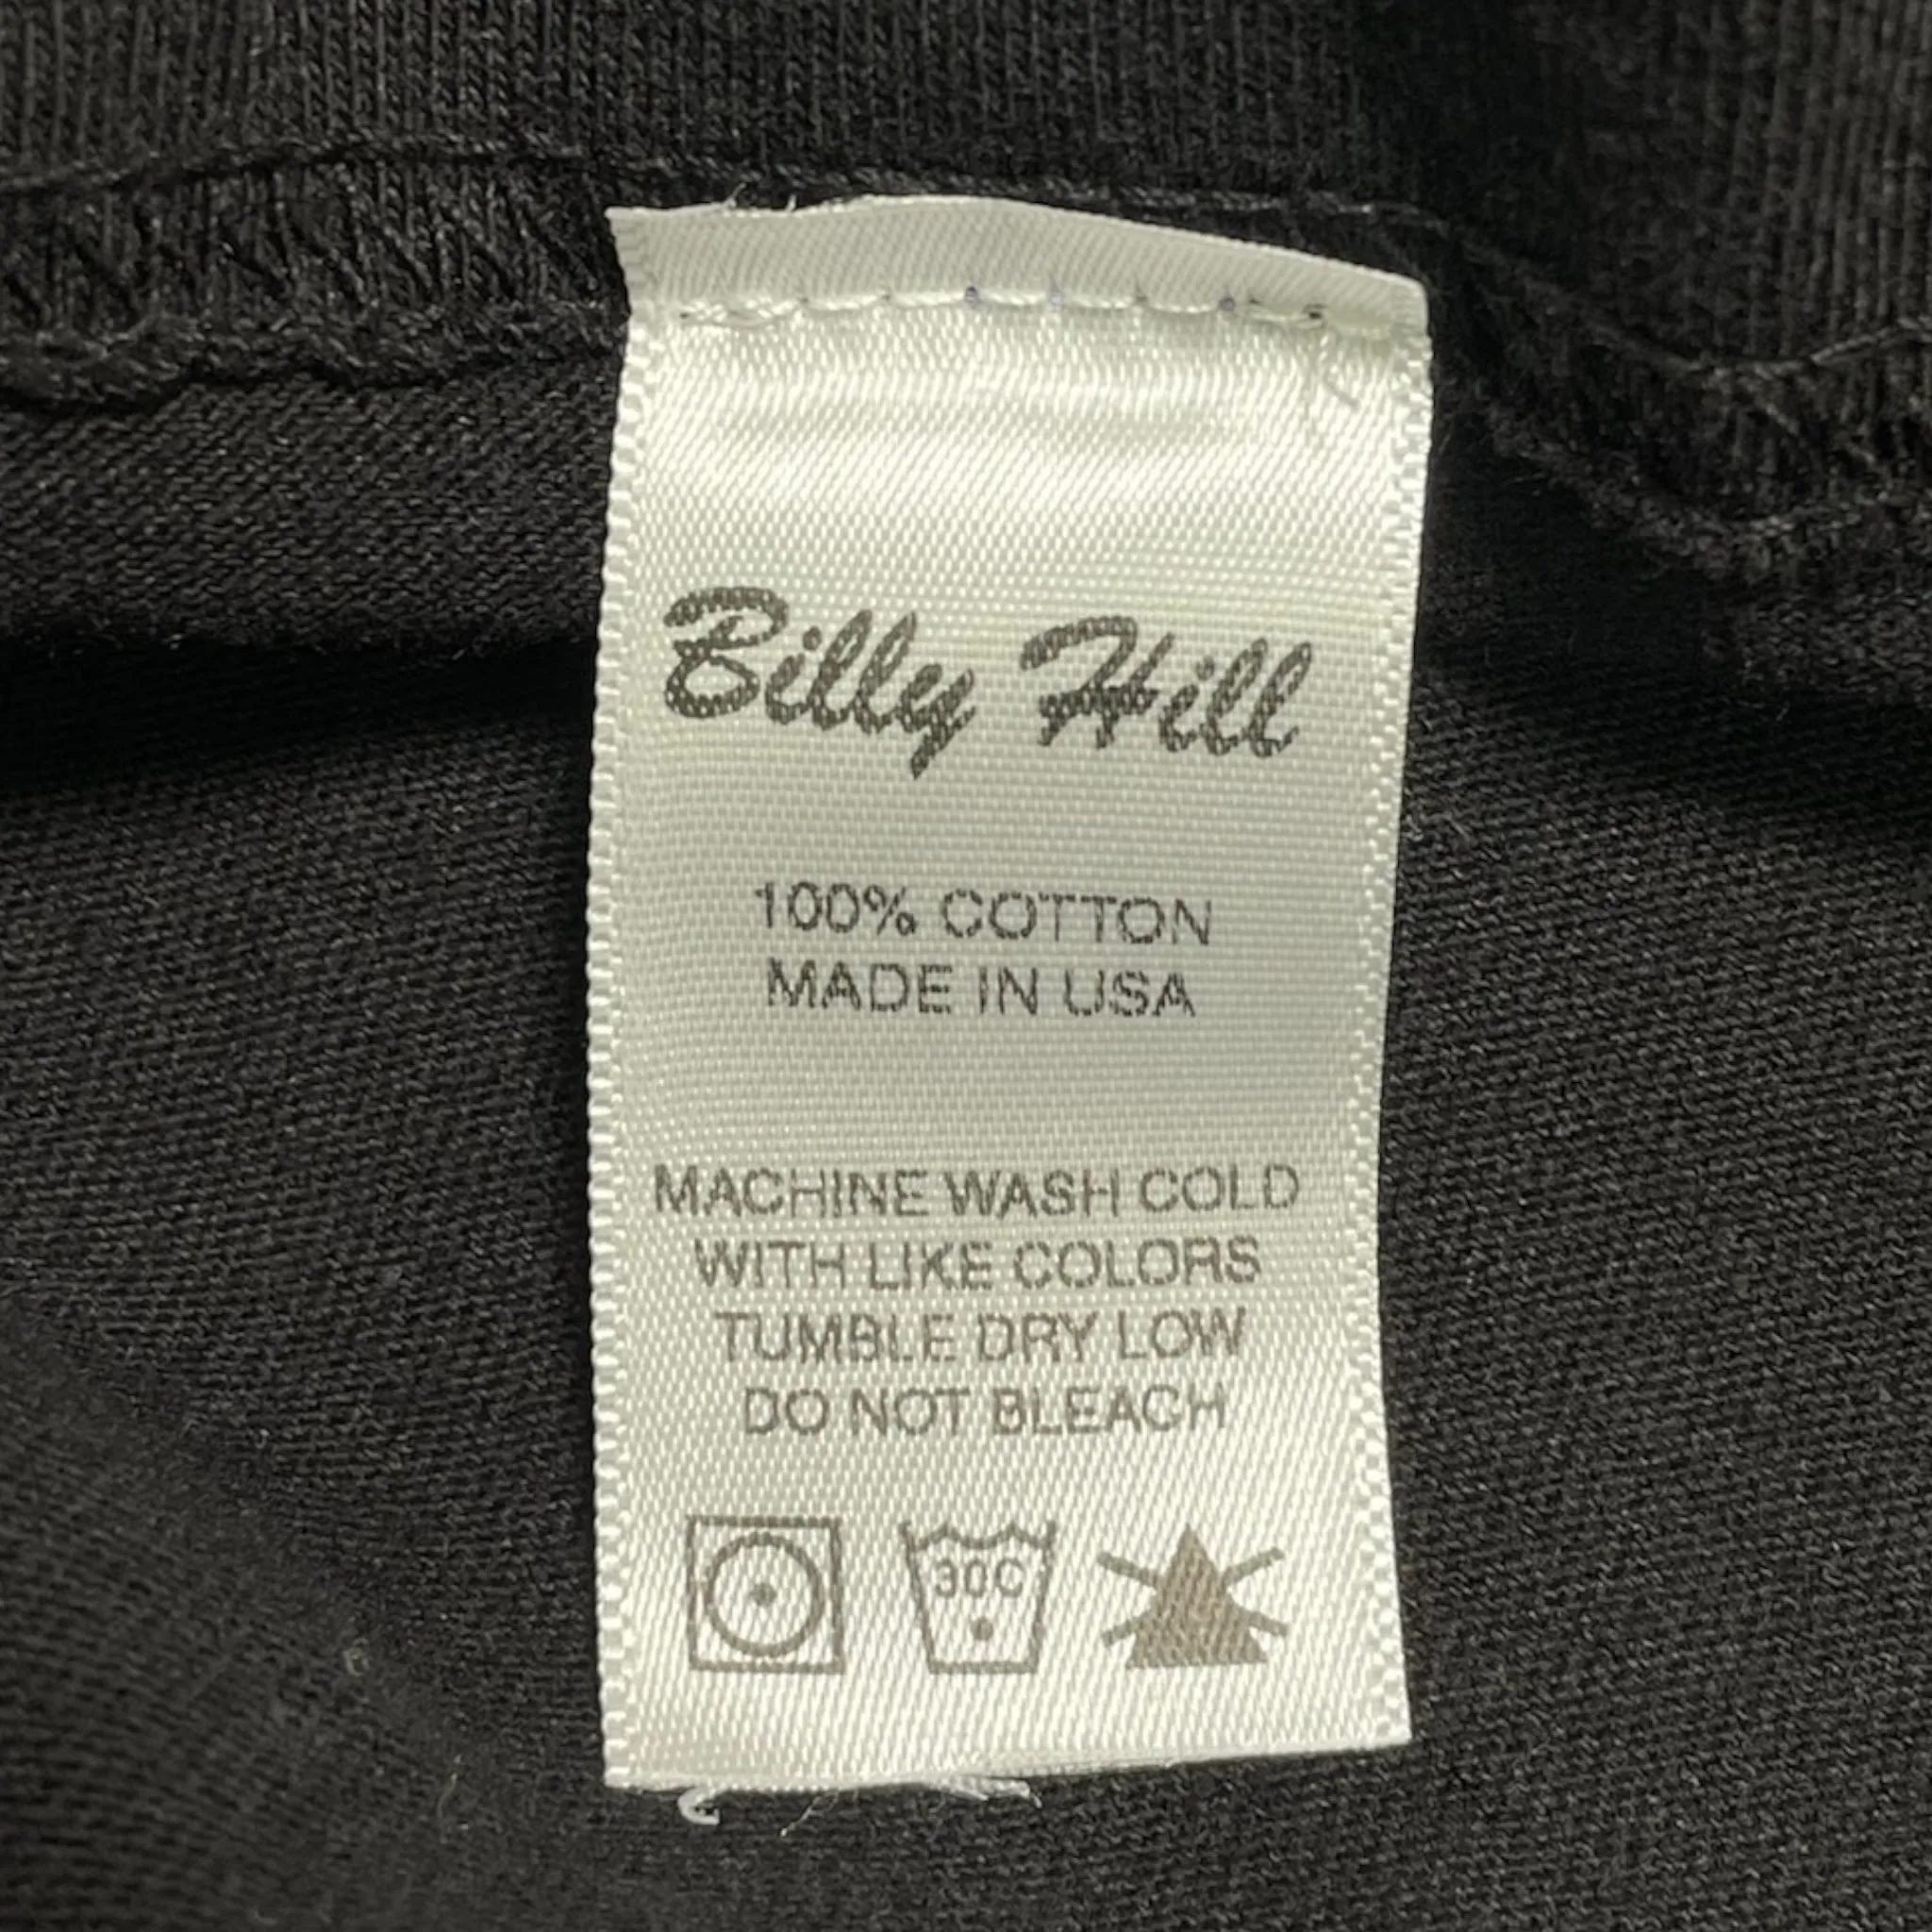 Billy Hill
100% COTTON
MADE IN USA
MACHINE WASH COLD
WITH LIKE COLORS
TUMBLE DRY LOW
DO NOT BLEACH
30C